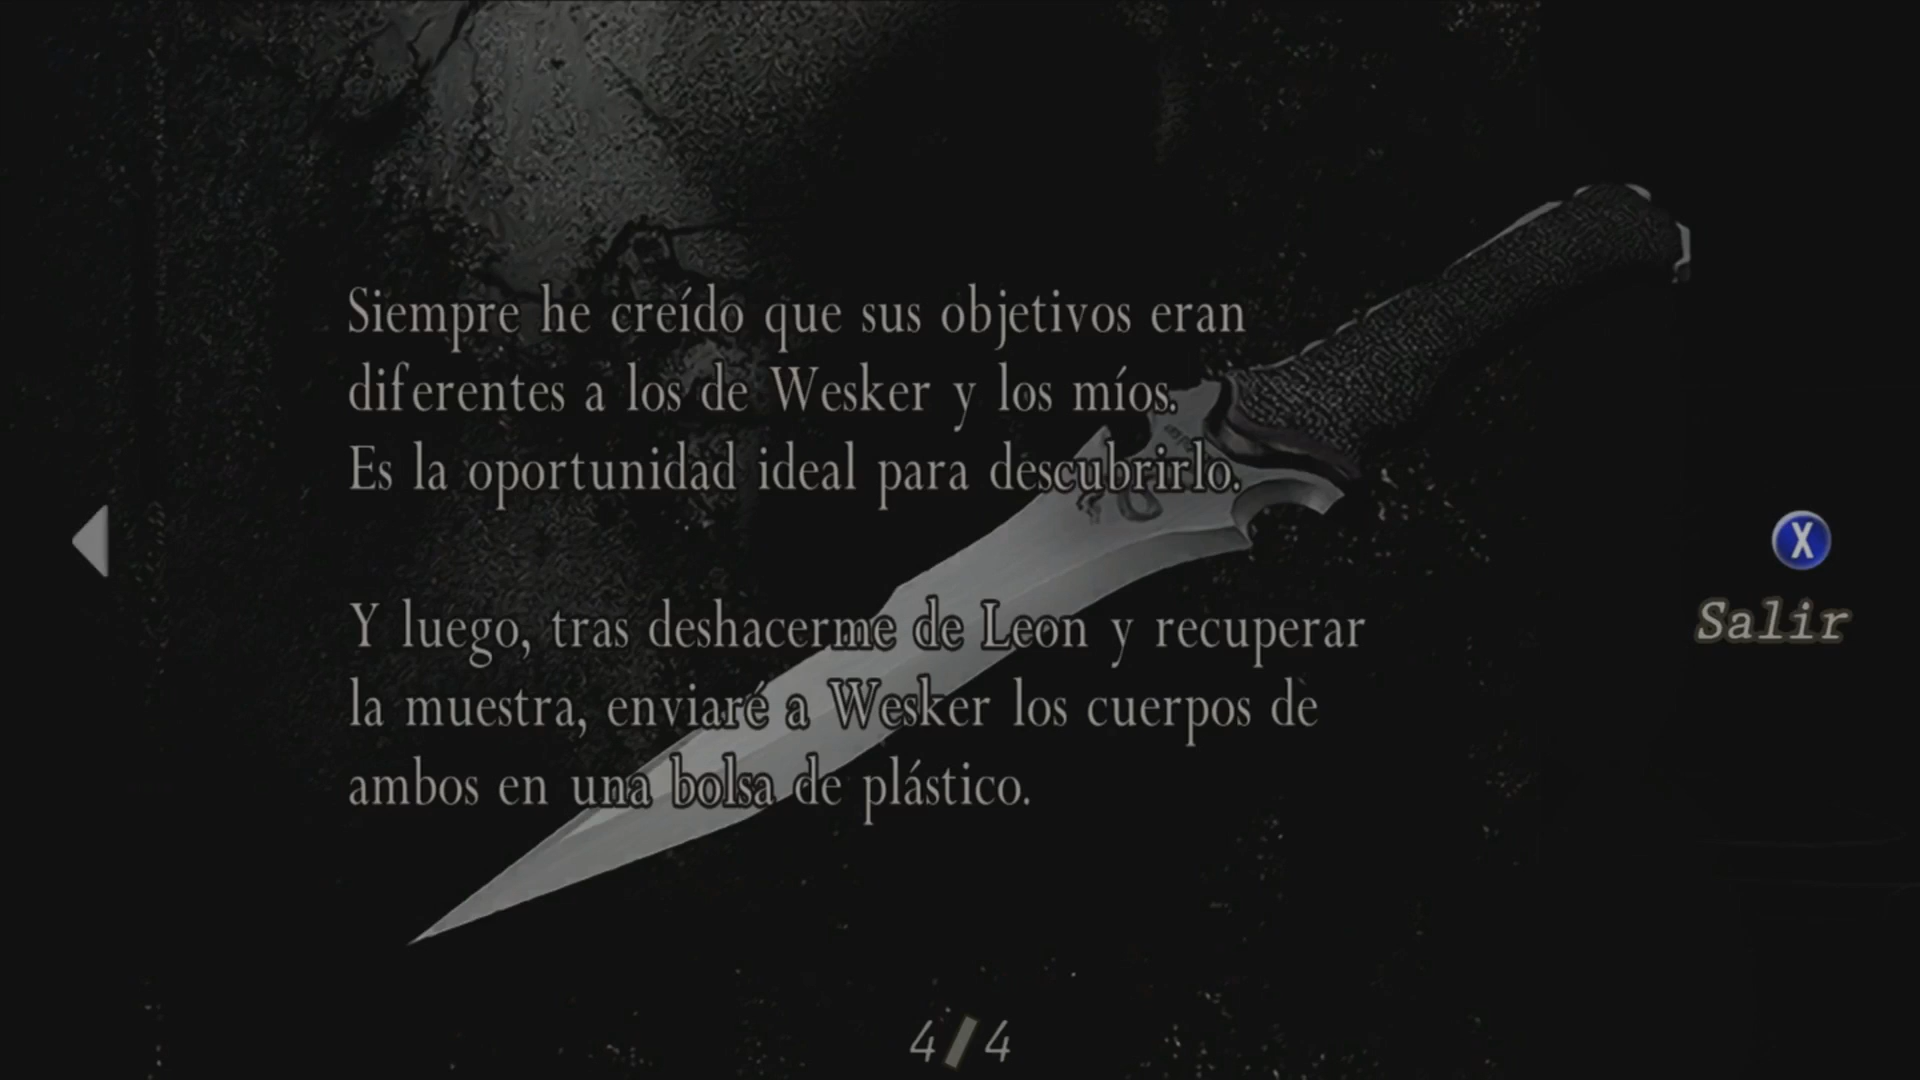 Siempre he creído que sus objetivos eran
diferentes a los de Wesker y los míos.
Es la oportunidad ideal para descubrirlo.
Y luego, tras deshacerme de Leon y recuperar
la muestra, enviaré a Wesker los cuerpos de
ambos en una bolsa de plástico.
X
Salir
4/4